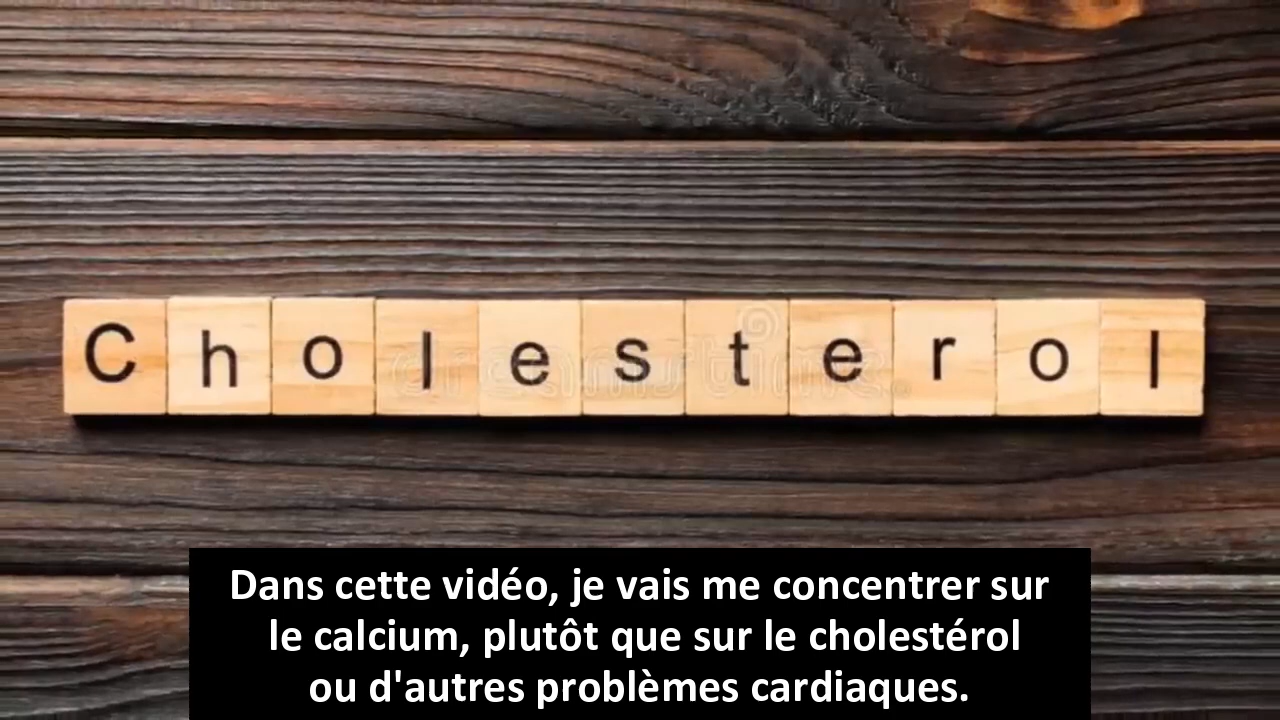 Cholesterol
dreamstime.
Dans cette vidéo, je vais me concentrer sur
le calcium, plutôt que sur le cholestérol
ou d'autres problèmes cardiaques.